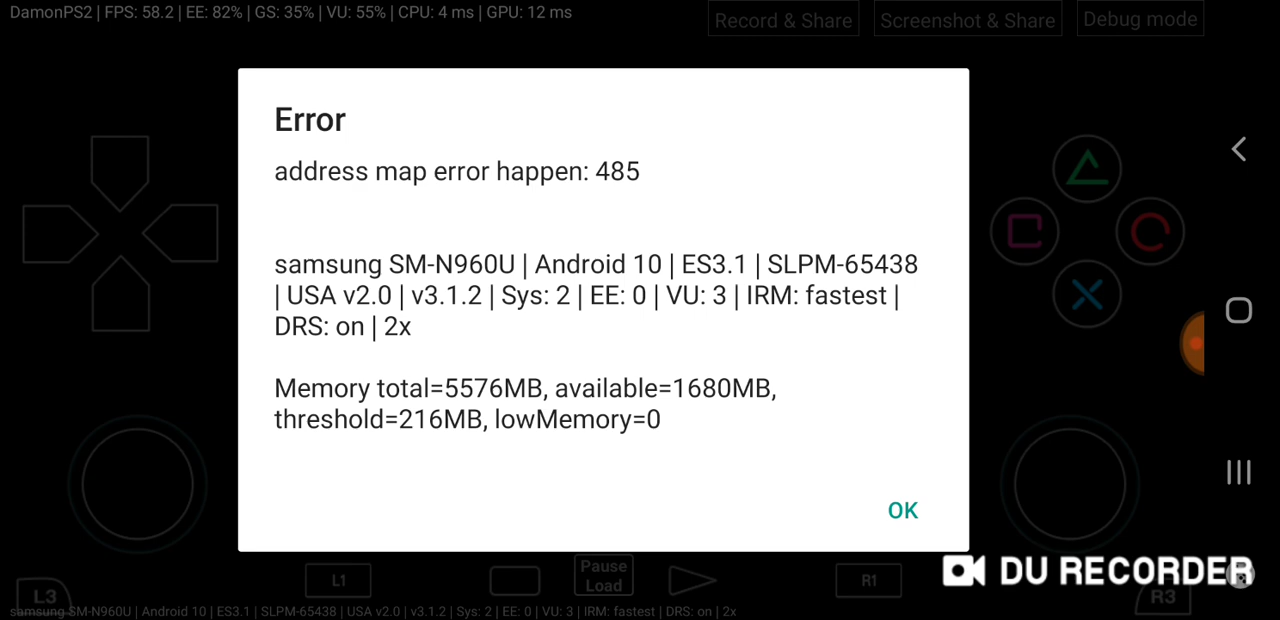 DamonPS2 | FPS: 58.2 | EE: 82% | GS: 35% | VU: 55% | CPU: 4 ms | GPU: 12 ms
Record & Share
Screenshot & Share
Debug mode
Error
address map error happen: 485
samsung SM-N960U | Android 10 | ES3.1 | SLPM-65438
| USA v2.0 | v3.1.2 | Sys: 2 | EE: 0 | VU: 3 | IRM: fastest |
DRS: on | 2x
Memory total=5576MB, available=1680MB,
threshold=216MB, lowMemory=0
OK
L3
L1
Pause
Load
R1
DU RECORDER
R3
samsung SM-N960U | Android 10 | ES3.1 | SLPM-65438 | USA v2.0 | v3.1.2 | Sys: 2 | EE: 0 | VU: 3 | IRM: fastest | DRS: on | 2x